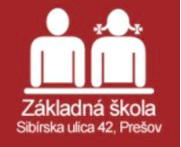 Základná škola
Sibírska ulica 42, Prešov